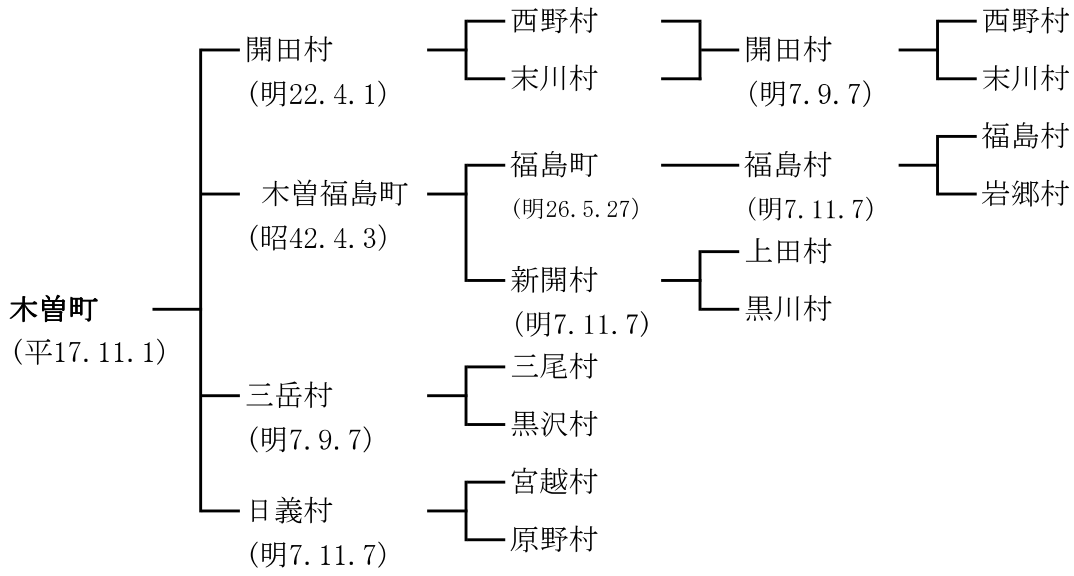 西野村 西野村
開田村 開田村
末川村 末川村
(明22.4.1) (明7.9.7)
福島村
福島町 福島村
木曽福島町 岩郷村
(明26.5.27) (明7.11.7)
(昭42.4.3)
上田村
新開村
木曽町 黒川村
(明7.11.7)
(平17.11.1)
三尾村
三岳村
黒沢村
(明7.9.7)
宮越村
日義村
原野村
(明7.11.7)